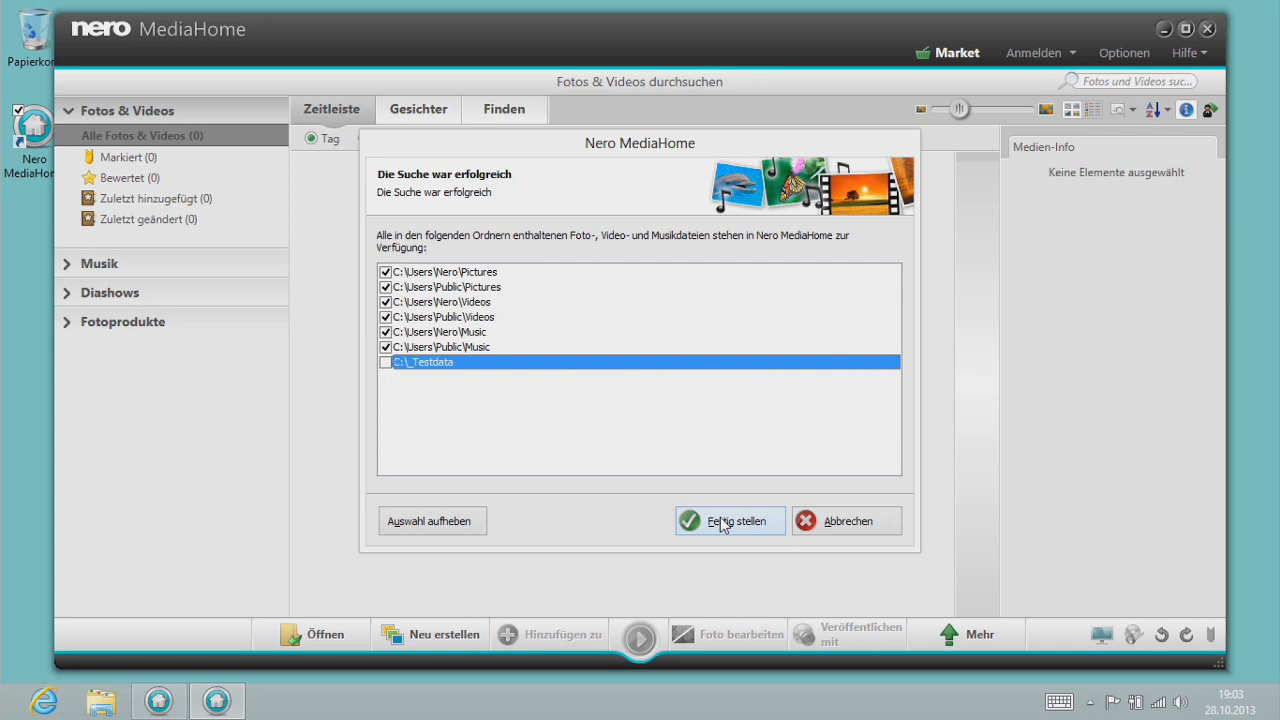 nero MediaHome
Market
Anmelden
Optionen
Hilfe
Papierkor
Nero
MediaHom
Fotos & Videos durchsuchen
Fotos und Videos suc...
Fotos & Videos
Alle Fotos & Videos (0)
Markiert (0)
Bewertet (0)
Zuletzt hinzugefügt (0)
Zuletzt geändert (0)
Musik
Diashows
Fotoprodukte
Zeitleiste
Gesichter
Finden
Tag
Medien-Info
Keine Elemente ausgewählt
Nero MediaHome
Die Suche war erfolgreich
Die Suche war erfolgreich
Alle in den folgenden Ordnern enthaltenen Foto-, Video- und Musikdateien stehen in Nero MediaHome zur
Verfügung:
C:\Users\Nero\Pictures
C:\Users\Public\Pictures
C:\Users\Nero\Videos
C:\Users\Public\Videos
C:\Users\Nero\Music
C:\Users\Public\Music
C:\_Testdata
Auswahl aufheben
Fertig stellen
Abbrechen
Öffnen
Neu erstellen
Hinzufügen zu
Foto bearbeiten
Veröffentlichen
mit
Mehr
19:03
28.10.2013